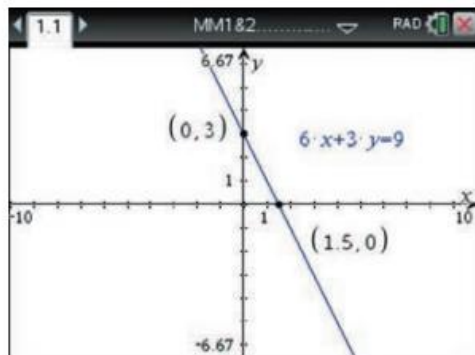 1.1 MM1&2 RAD
6.67 y
(0,3)
6·x+3·y=9
1
x
-10 1 10
(1.5,0)
-6.67